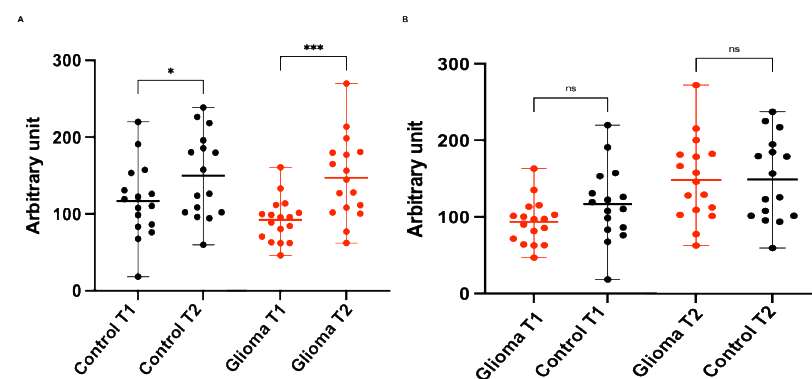 A
B
Arbitrary unit
300
200
100
0
*
***
Control T1
Control T2
Glioma T1
Glioma T2
Arbitrary unit
300
200
100
0
ns
ns
Glioma T1
Control T1
Glioma T2
Control T2